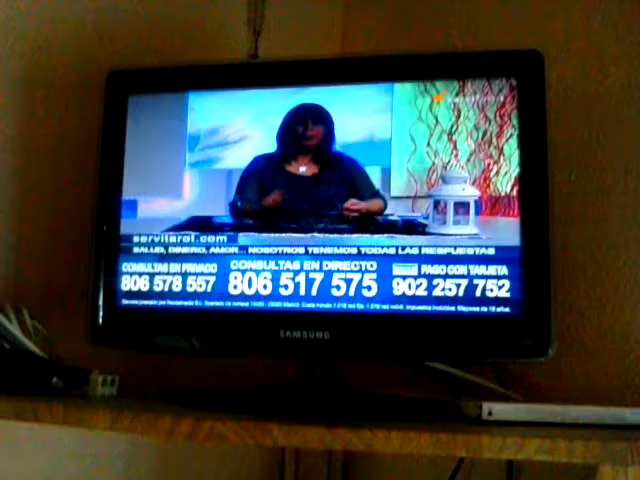 servitarot.com
SALUD, DINERO, AMOR... NOSOTROS TENEMOS TODAS LAS RESPUESTAS
CONSULTAS EN PRIVADO
806 578 557
CONSULTAS EN DIRECTO
806 517 575
PAGO CON TARJETA
902 257 752
SAMSUNG